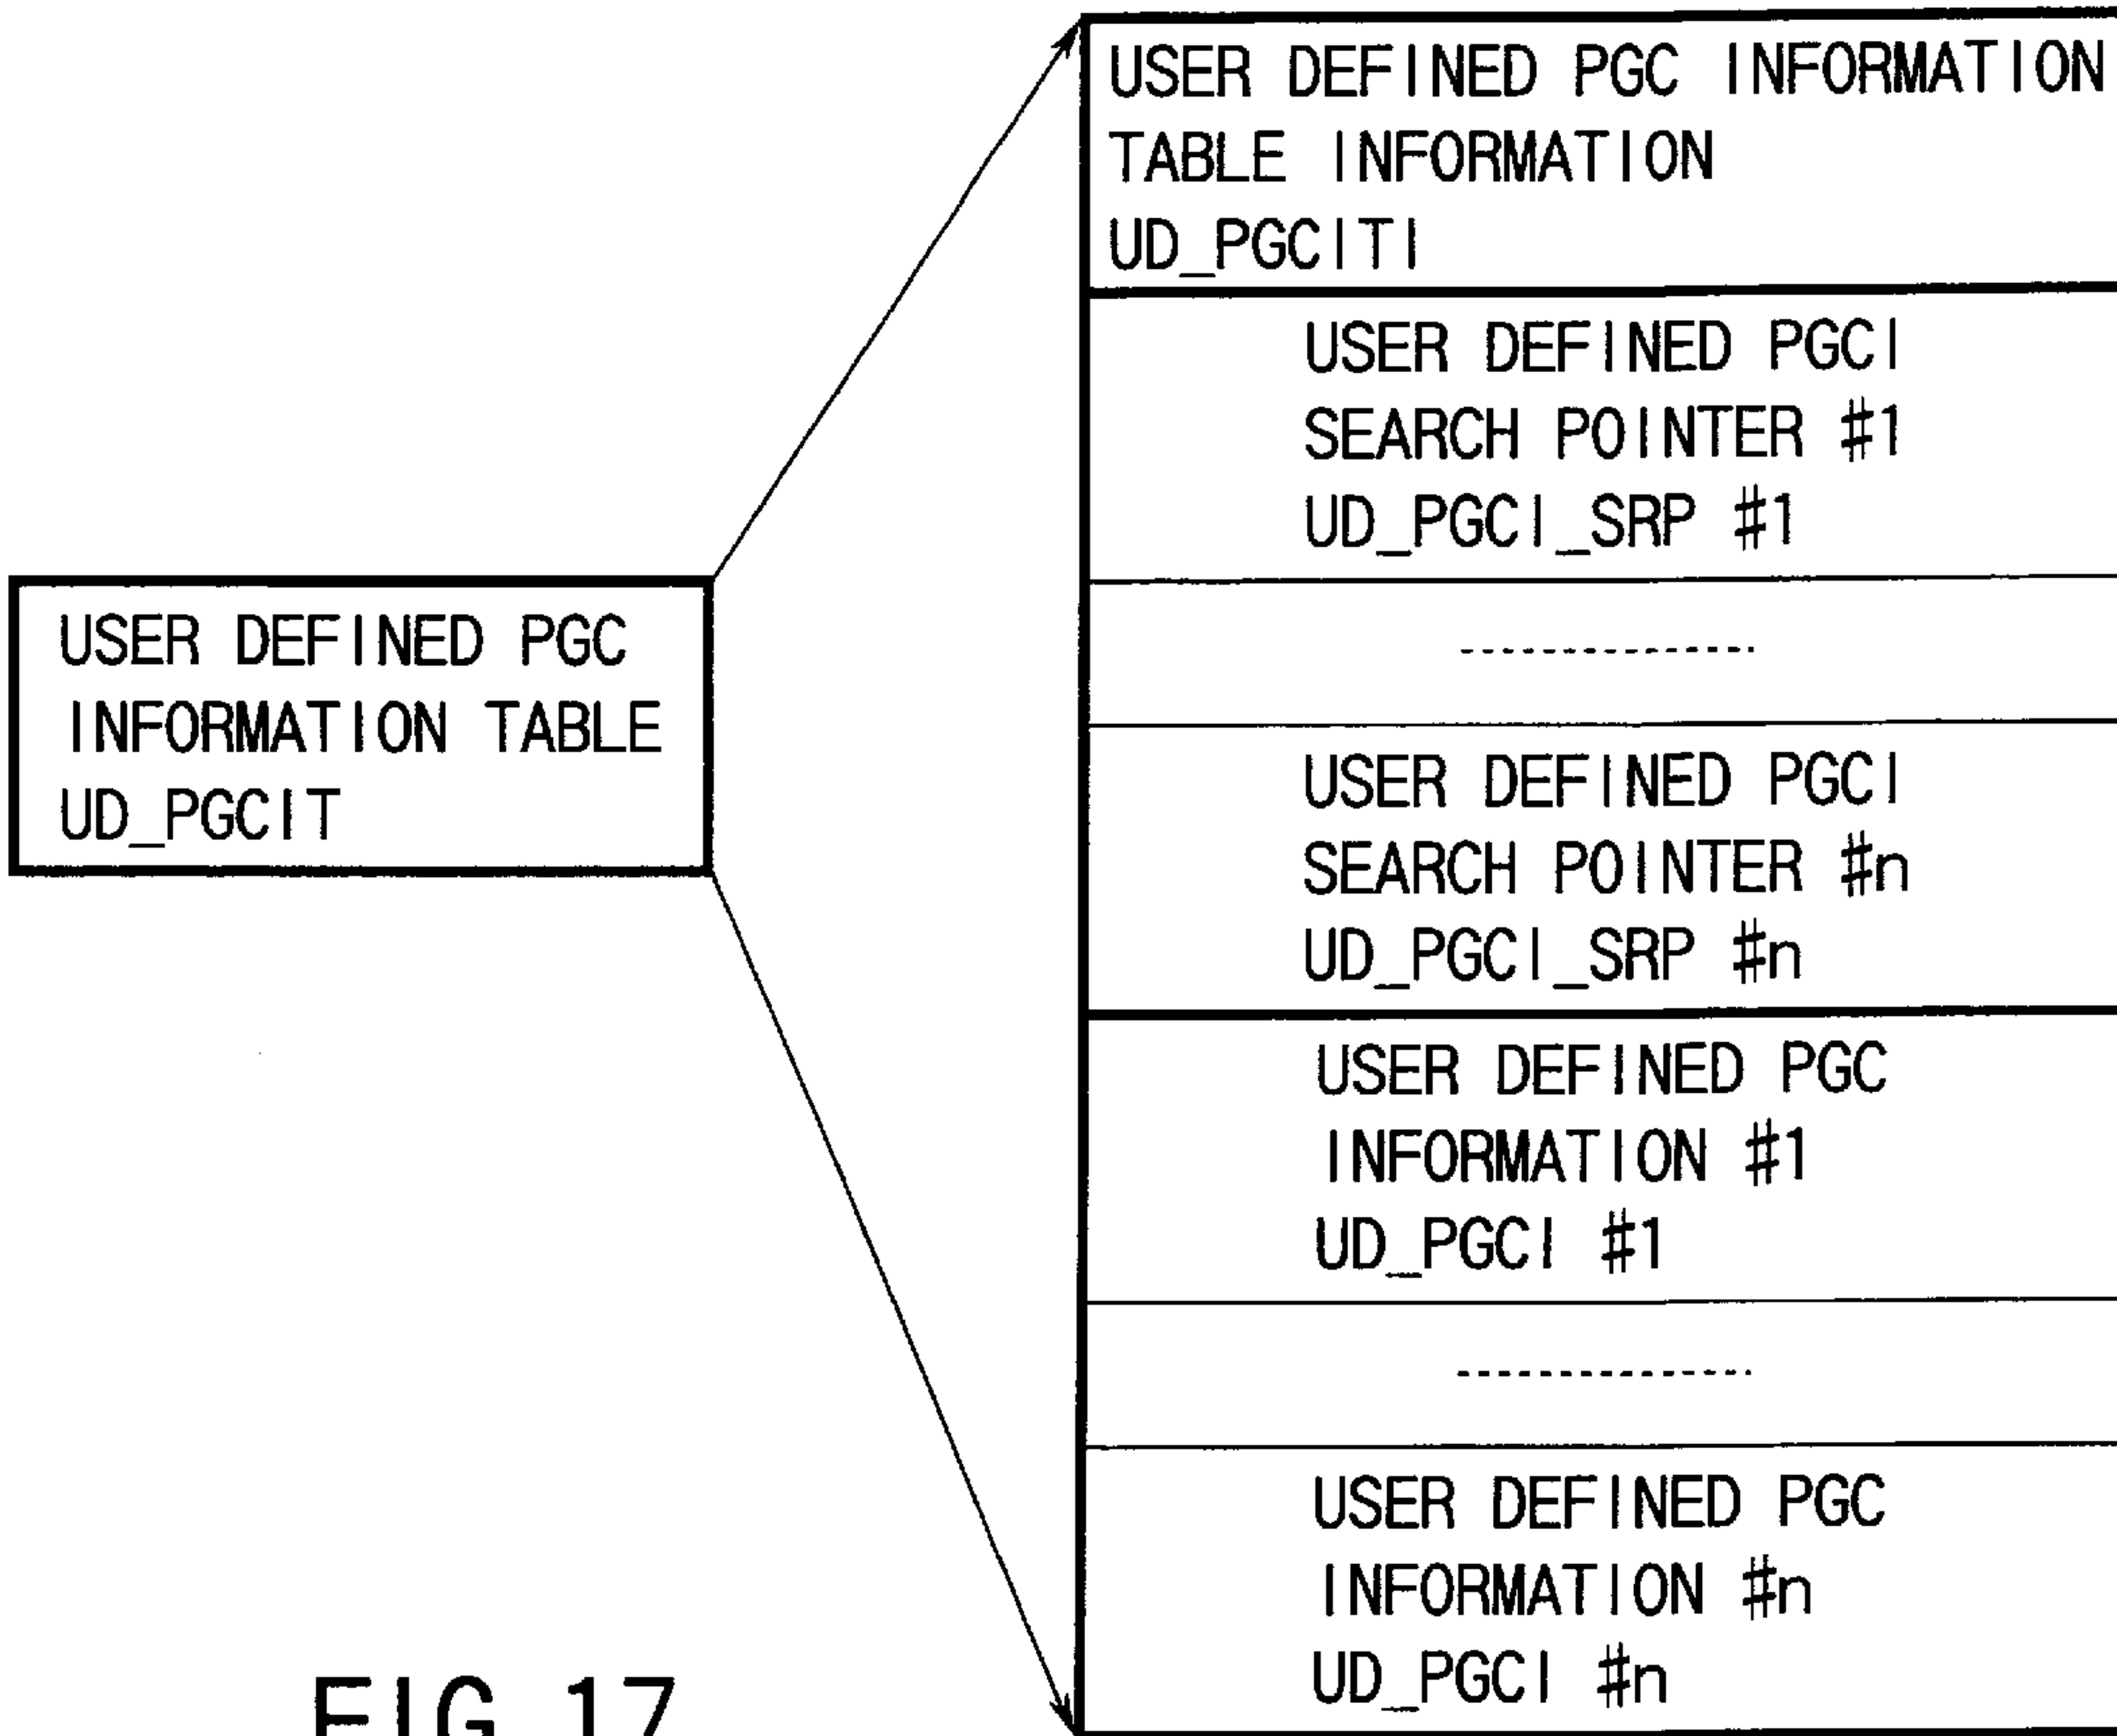 USER DEFINED PGC
INFORMATION TABLE
UD_PGCIT
USER DEFINED PGC INFORMATION
TABLE INFORMATION
UD_PGCITI
USER DEFINED PGCI
SEARCH POINTER #1
UD_PGCI_SRP #1
---------------
USER DEFINED PGCI
SEARCH POINTER #n
UD_PGCI_SRP #n
USER DEFINED PGC
INFORMATION #1
UD_PGCI #1
---------------
USER DEFINED PGC
INFORMATION #n
UD_PGCI #n
FIG. 17